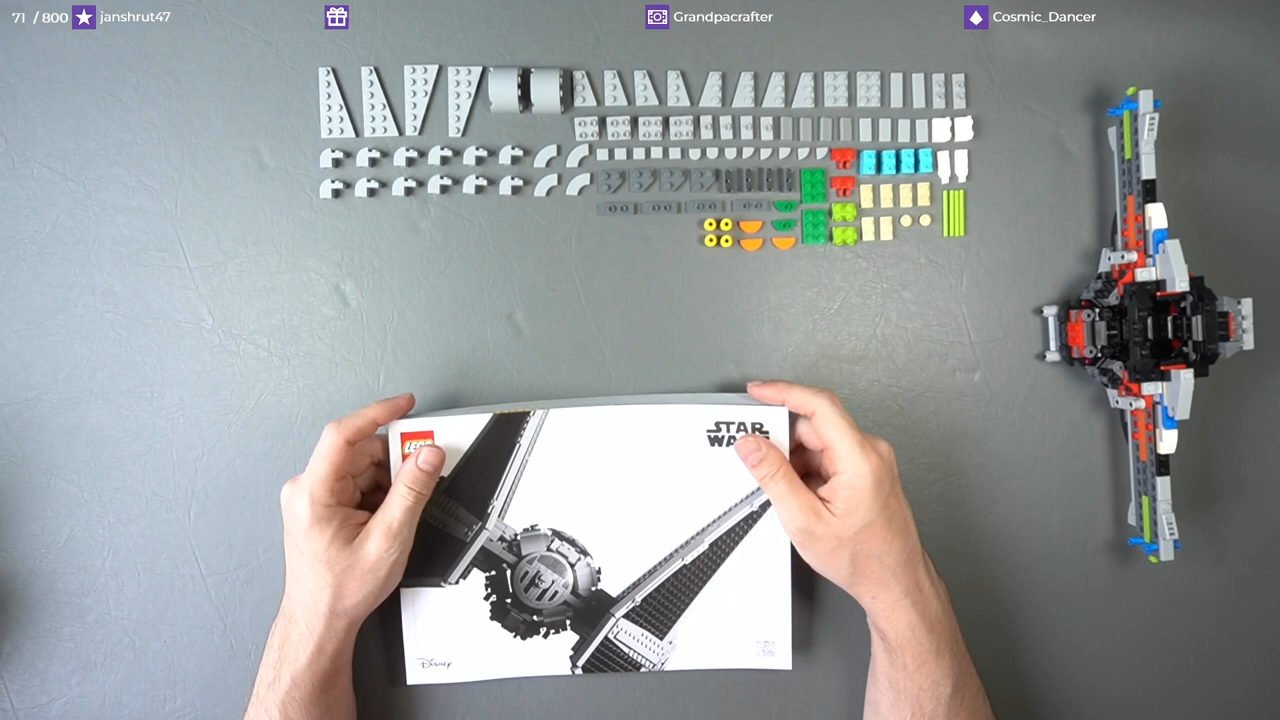 71 / 800
janshrut47
Grandpacrafter
Cosmic_Dancer
LEGO
STAR
WARS
Disney